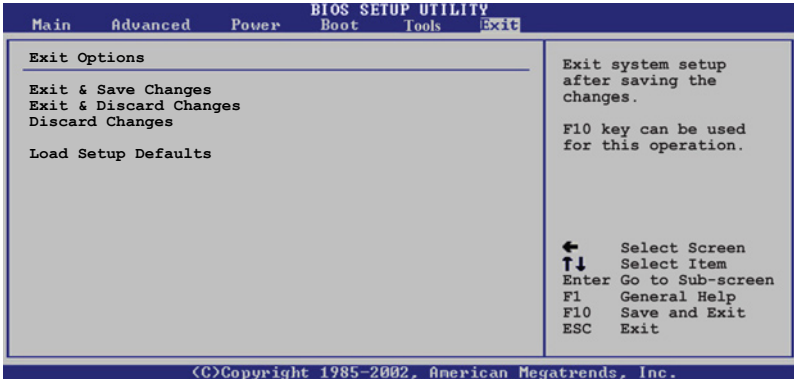 BIOS SETUP UTILITY
Main Advanced Power Boot Tools Exit
Exit Options
Exit & Save Changes
Exit & Discard Changes
Discard Changes
Load Setup Defaults
Exit system setup
after saving the
changes.
F10 key can be used
for this operation.
← Select Screen
↑↓ Select Item
Enter Go to Sub-screen
F1 General Help
F10 Save and Exit
ESC Exit
(C)Copyright 1985-2002, American Megatrends, Inc.